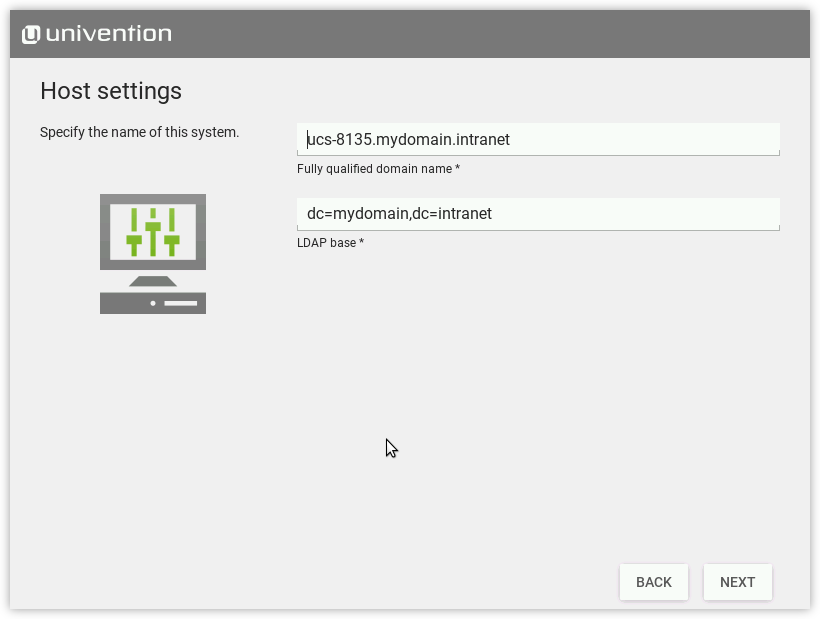 univention
Host settings
Specify the name of this system.
ucs-8135.mydomain.intranet
Fully qualified domain name *
dc=mydomain,dc=intranet
LDAP base *
BACK NEXT